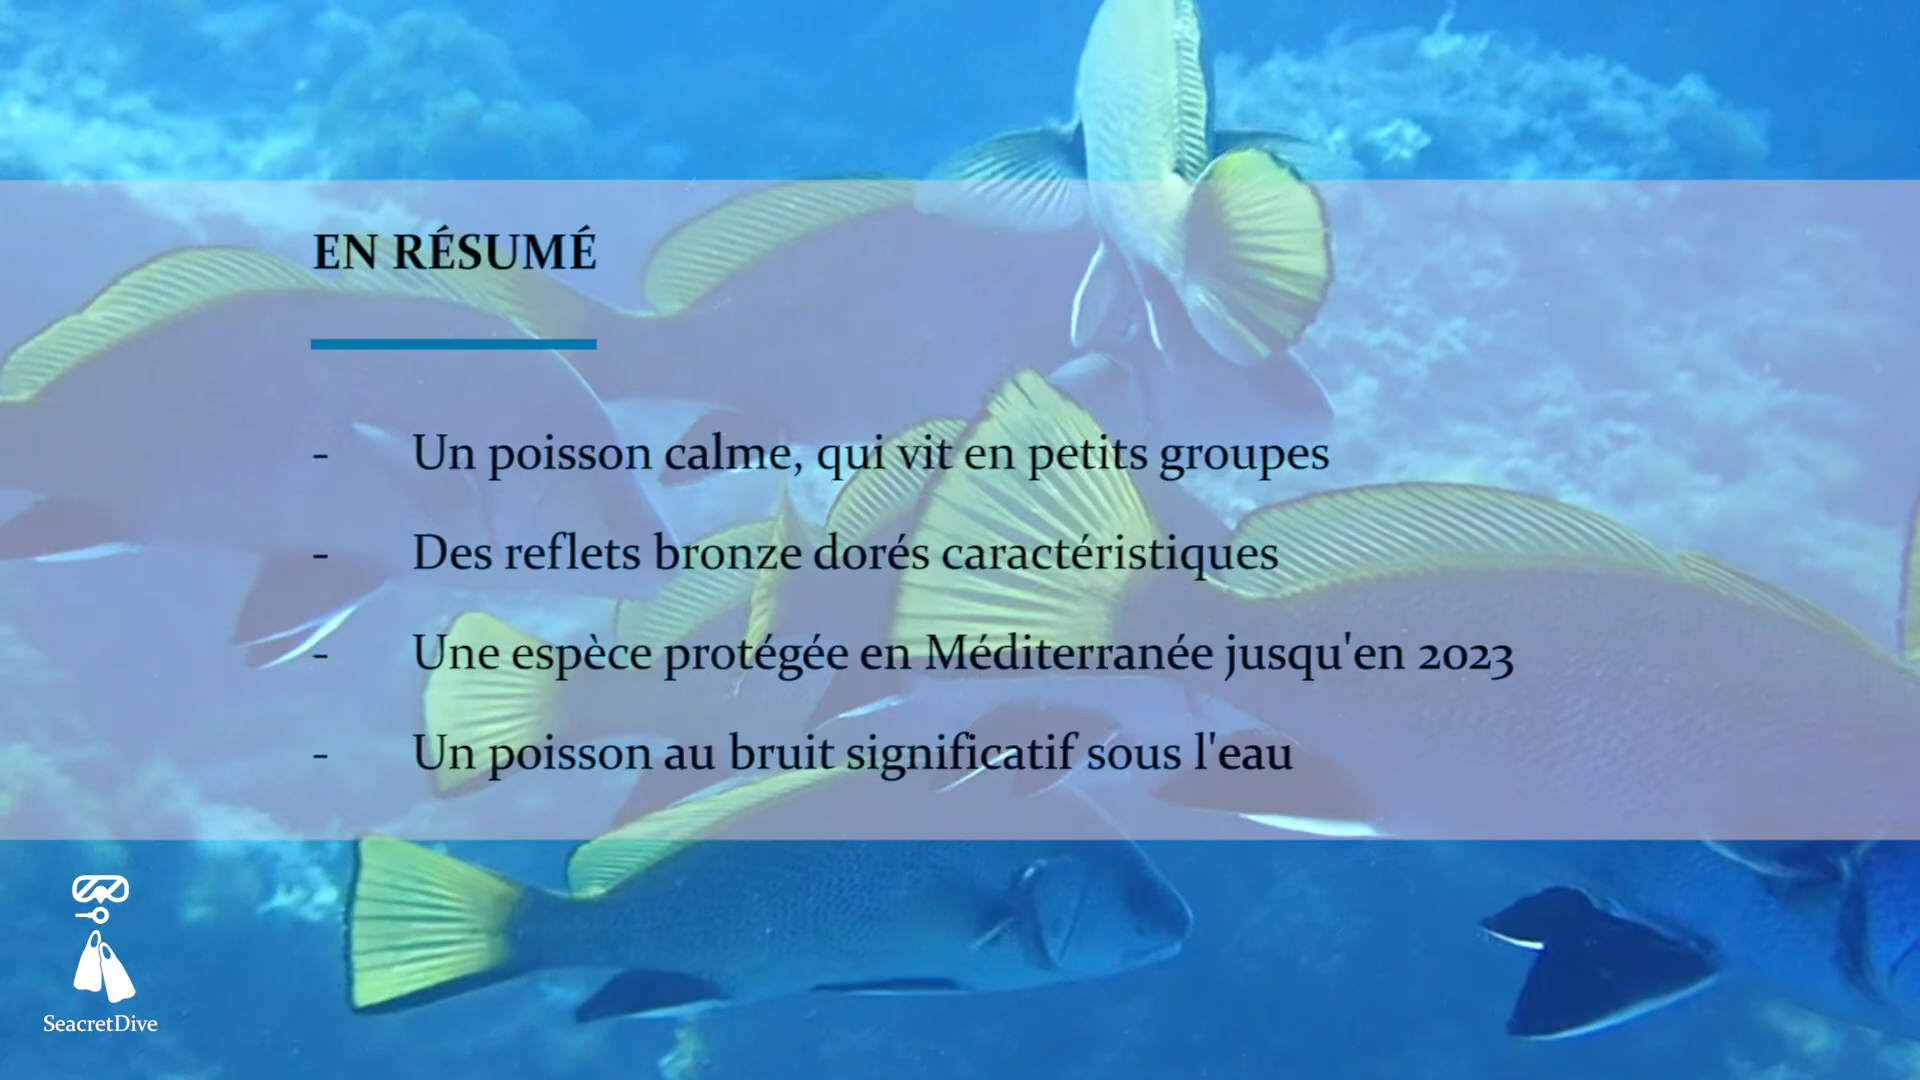 EN RÉSUMÉ
- Un poisson calme, qui vit en petits groupes
- Des reflets bronze dorés caractéristiques
- Une espèce protégée en Méditerranée jusqu'en 2023
- Un poisson au bruit significatif sous l'eau
SeacretDive